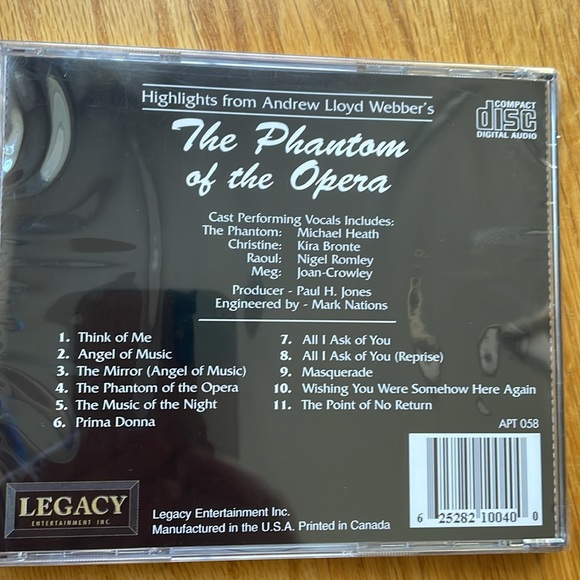 Highlights from Andrew Lloyd Webber's
COMPACT
disc
DIGITAL AUDIO
The Phantom
of the Opera
Cast Performing Vocals Includes:
The Phantom: Michael Heath
Christine: Kira Bronte
Raoul: Nigel Romley
Meg: Joan-Crowley
Producer - Paul H. Jones
Engineered by - Mark Nations
1. Think of Me
2. Angel of Music
3. The Mirror (Angel of Music)
4. The Phantom of the Opera
5. The Music of the Night
6. Prima Donna
7. All I Ask of You
8. All I Ask of You (Reprise)
9. Masquerade
10. Wishing You Were Somehow Here Again
11. The Point of No Return
APT 058
LEGACY
ENTERTAINMENT INC.
Legacy Entertainment Inc.
Manufactured in the U.S.A. Printed in Canada
6 25282 10040 0